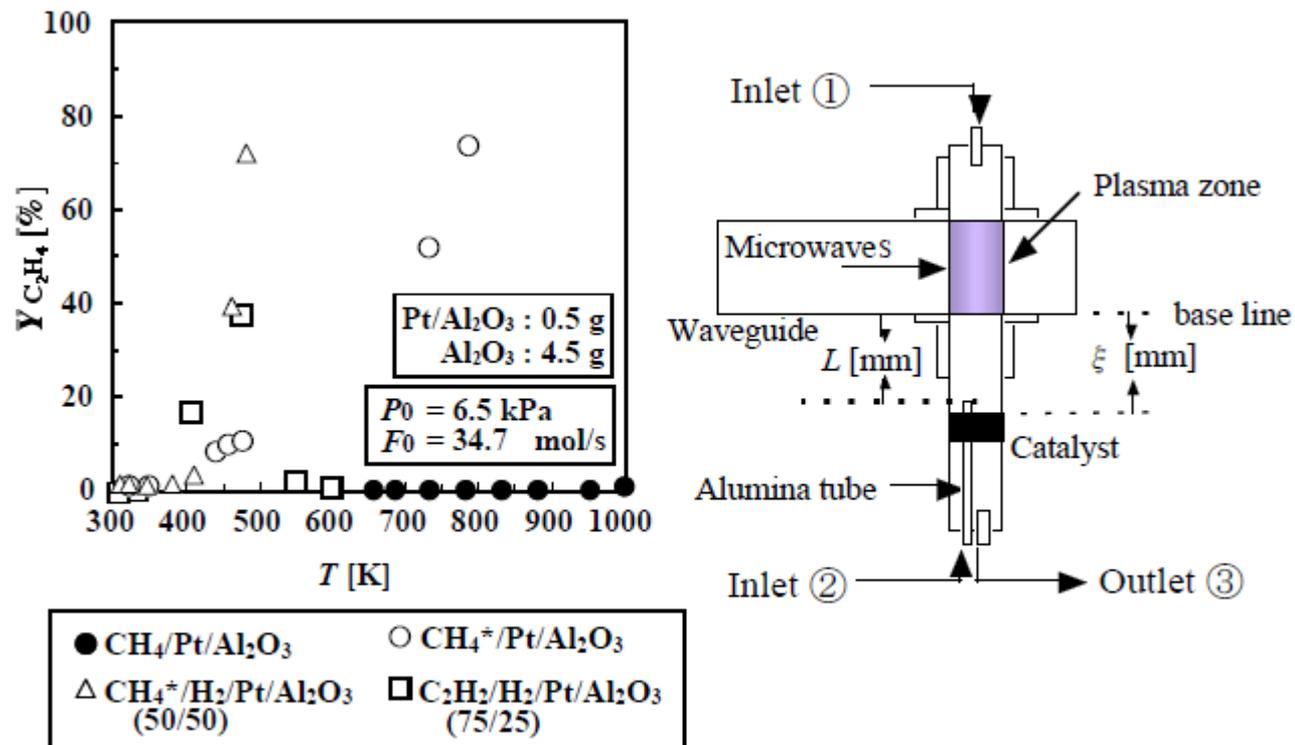 100
80
60
40
20
0
Y C₂H₄ [%]
300 400 500 600 700 800 900 1000
T [K]
Pt/Al₂O₃ : 0.5 g
Al₂O₃ : 4.5 g
P0 = 6.5 kPa
F0 = 34.7 mol/s
CH₄/Pt/Al₂O₃
CH₄*/Pt/Al₂O₃
CH₄*/H₂/Pt/Al₂O₃
(50/50)
C₂H₂/H₂/Pt/Al₂O₃
(75/25)
Inlet ①
Plasma zone
Microwaves
base line
Waveguide
L [mm]
ξ [mm]
Catalyst
Alumina tube
Inlet ②
Outlet ③